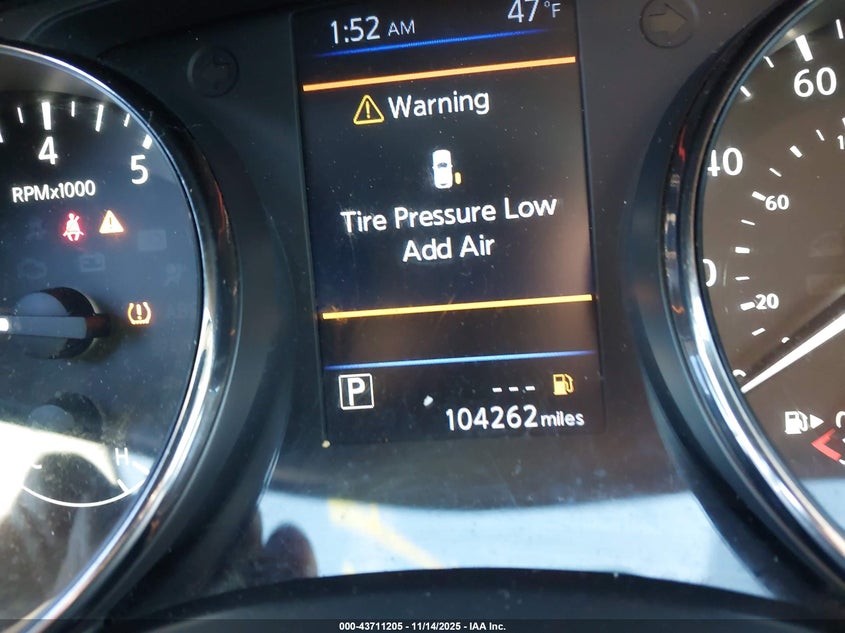 1:52 AM 47°F
Warning
Tire Pressure Low
Add Air
P
---
104262 miles
4
5
RPMx1000
H
60
40
60
20
000-43711205 | 11/14/2025 - IAA Inc.